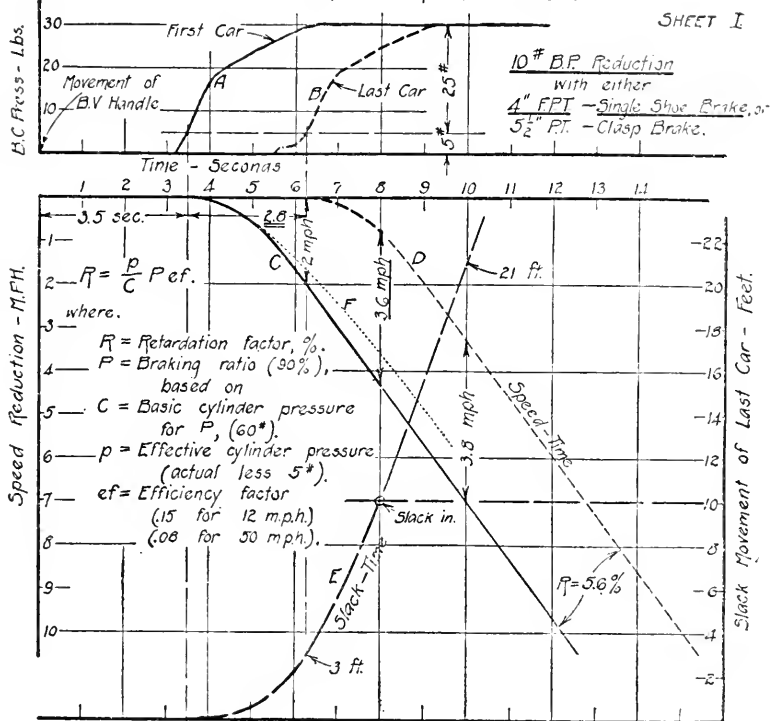 SHEET I
B.C Press - Lbs.
30
20
10
First Car
A
B
Last Car
Movement of
B.V Handle
25#
5#
10# B.P. Reduction
with either
4" F.P.T. - Single Shoe Brake, or
5½" P.T. - Clasp Brake.
Time - Seconds
1 2 3 4 5 6 7 8 9 10 11 12 13 1.1
3.5 sec.
2.8
2 mph
3.6 mph
3.8 mph
C
D
F
E
21 ft.
Speed Reduction - M.P.H.
1
2
3
4
5
6
7
8
9
10
R = p/C P ef.
where.
R = Retardation factor, %.
P = Braking ratio (90%),
based on
C = Basic cylinder pressure
for P, (60#).
p = Effective cylinder pressure
(actual less 5#).
ef = Efficiency factor
(.15 for 12 m.p.h.)
(.08 for 50 mph.).
Speed-Time
Slack in.
Slack-Time
R=5.6%
3 ft.
22
20
18
16
14
12
10
8
6
4
2
Slack Movement of Last Car - Feet.